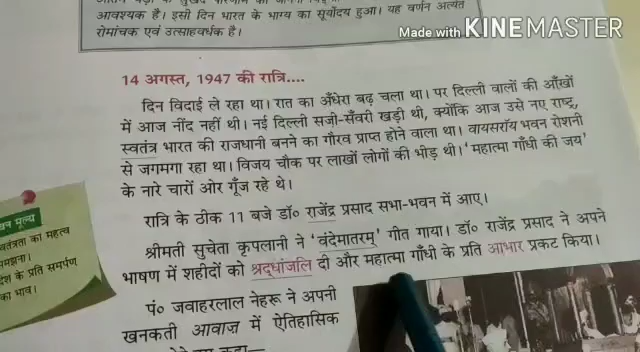 आवश्यक है। इसी दिन भारत के भाग्य का सूर्योदय हुआ। यह वर्णन अत्यंत
रोमांचक एवं उत्साहवर्धक है।
Made with KINEMASTER
14 अगस्त, 1947 की रात्रि....
दिन विदाई ले रहा था। रात का अँधेरा बढ़ चला था। पर दिल्ली वालों की आँखों
में आज नींद नहीं थी। नई दिल्ली सजी-सँवरी खड़ी थी, क्योंकि आज उसे नए राष्ट्र,
स्वतंत्र भारत की राजधानी बनने का गौरव प्राप्त होने वाला था। वायसरॉय भवन रोशनी
से जगमगा रहा था। विजय चौक पर लाखों लोगों की भीड़ थी। 'महात्मा गाँधी की जय'
के नारे चारों ओर गूँज रहे थे।
रात्रि के ठीक 11 बजे डॉ० राजेंद्र प्रसाद सभा-भवन में आए।
श्रीमती सुचेता कृपलानी ने 'वंदेमातरम्' गीत गाया। डॉ० राजेंद्र प्रसाद ने अपने
भाषण में शहीदों को श्रद्धांजलि दी और महात्मा गाँधी के प्रति आभार प्रकट किया।
पं० जवाहरलाल नेहरू ने अपनी
खनकती आवाज़ में ऐतिहासिक
मूल्य
का महत्व
के प्रति समर्पण
का भाव।